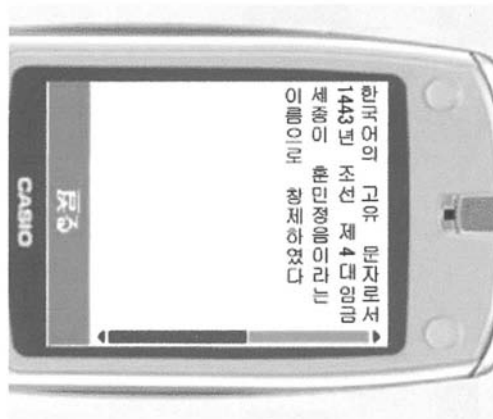 한국어의 고유 문자로서
1443년 조선 제4대 임금
세종이 훈민정음이라는
이름으로 창제하였다
戻る
CASIO